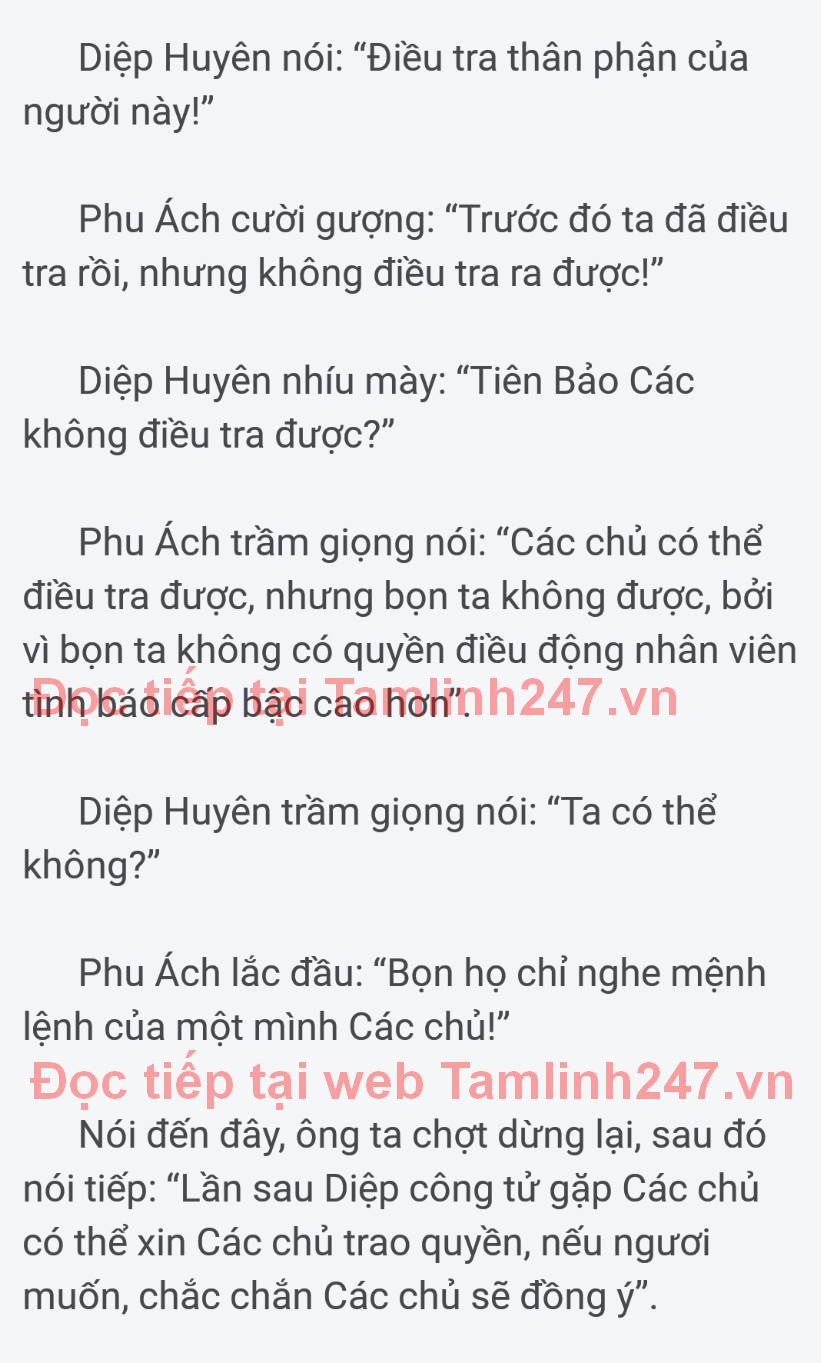 Diệp Huyên nói: “Điều tra thân phận của
người này!”
Phu Ách cười gượng: “Trước đó ta đã điều
tra rồi, nhưng không điều tra ra được!”
Diệp Huyên nhíu mày: “Tiên Bảo Các
không điều tra được?”
Phu Ách trầm giọng nói: “Các chủ có thể
điều tra được, nhưng bọn ta không được, bởi
vì bọn ta không có quyền điều động nhân viên
tình báo cấp bậc cao hơn”.
Đọc tiếp tại Tamlinh247.vn
Diệp Huyên trầm giọng nói: “Ta có thể
không?”
Phu Ách lắc đầu: “Bọn họ chỉ nghe mệnh
lệnh của một mình Các chủ!”
Đọc tiếp tại web Tamlinh247.vn
Nói đến đây, ông ta chợt dừng lại, sau đó
nói tiếp: “Lần sau Diệp công tử gặp Các chủ
có thể xin Các chủ trao quyền, nếu ngươi
muốn, chắc chắn Các chủ sẽ đồng ý”.